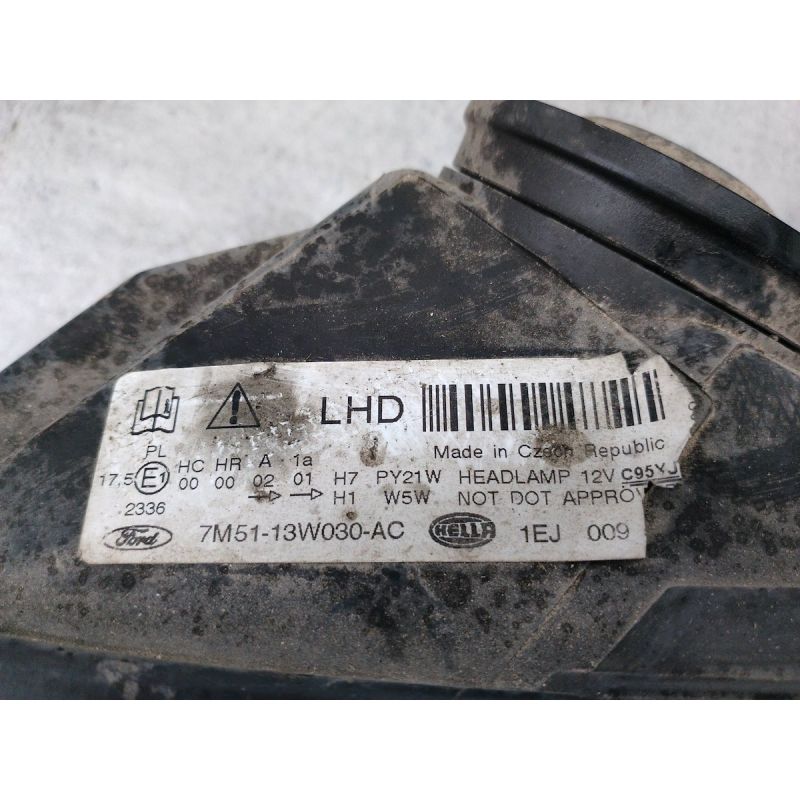 LHD
PL
Made in Czech Republic
17,5 E1 HC HR A 1a
00 00 02 01
H7 PY21W HEADLAMP 12V C95YJ
H1 W5W NOT DOT APPROV
2336
Ford 7M51-13W030-AC HELLA 1EJ 009